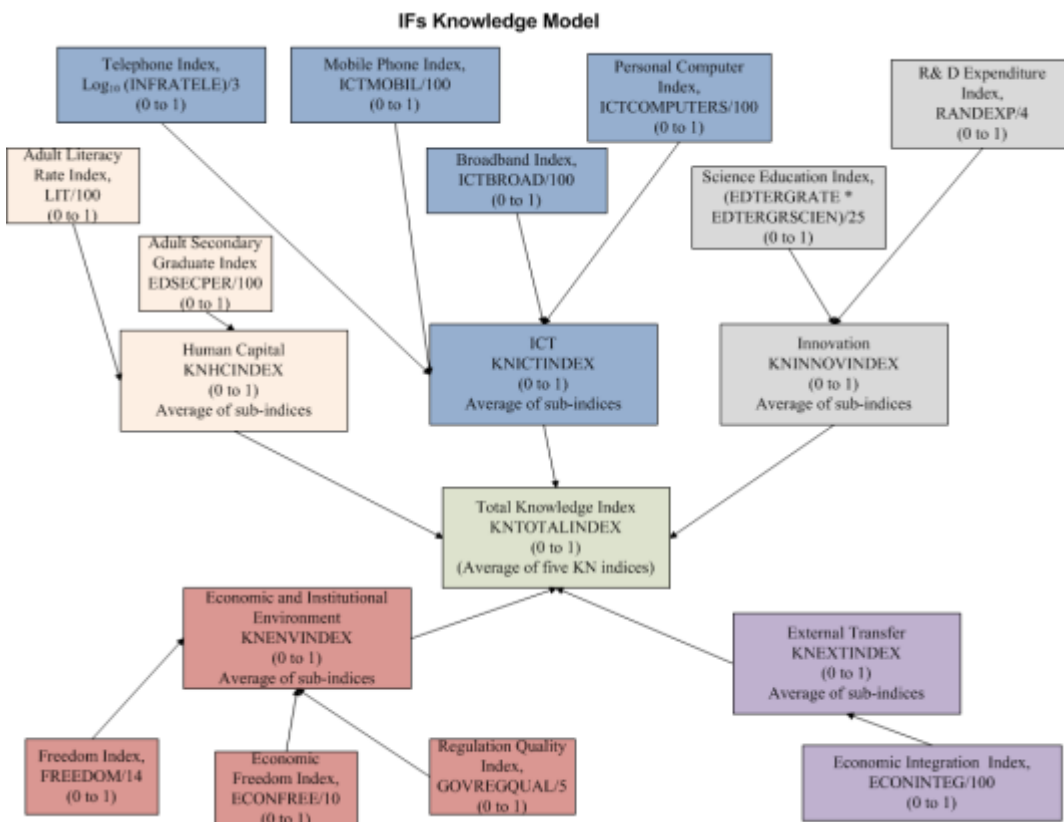 IFs Knowledge Model
Telephone Index,
Log₁₀ (INFRATELE)/3
(0 to 1)
Mobile Phone Index,
ICTMOBIL/100
(0 to 1)
Personal Computer
Index,
ICTCOMPUTERS/100
(0 to 1)
R& D Expenditure
Index,
RANDEXP/4
(0 to 1)
Adult Literacy
Rate Index,
LIT/100
(0 to 1)
Broadband Index,
ICTBROAD/100
(0 to 1)
Science Education Index,
(EDTERGRATE *
EDTERGRSCIEN)/25
(0 to 1)
Adult Secondary
Graduate Index
EDSECPER/100
(0 to 1)
Human Capital
KNHCINDEX
(0 to 1)
Average of sub-indices
ICT
KNICTINDEX
(0 to 1)
Average of sub-indices
Innovation
KNINNOVINDEX
(0 to 1)
Average of sub-indices
Total Knowledge Index
KNTOTALINDEX
(0 to 1)
(Average of five KN indices)
Economic and Institutional
Environment
KNENVINDEX
(0 to 1)
Average of sub-indices
External Transfer
KNEXTINDEX
(0 to 1)
Average of sub-indices
Freedom Index,
FREEDOM/14
(0 to 1)
Economic
Freedom Index,
ECONFREE/10
(0 to 1)
Regulation Quality
Index,
GOVREGQUAL/5
(0 to 1)
Economic Integration Index,
ECONINTEG/100
(0 to 1)